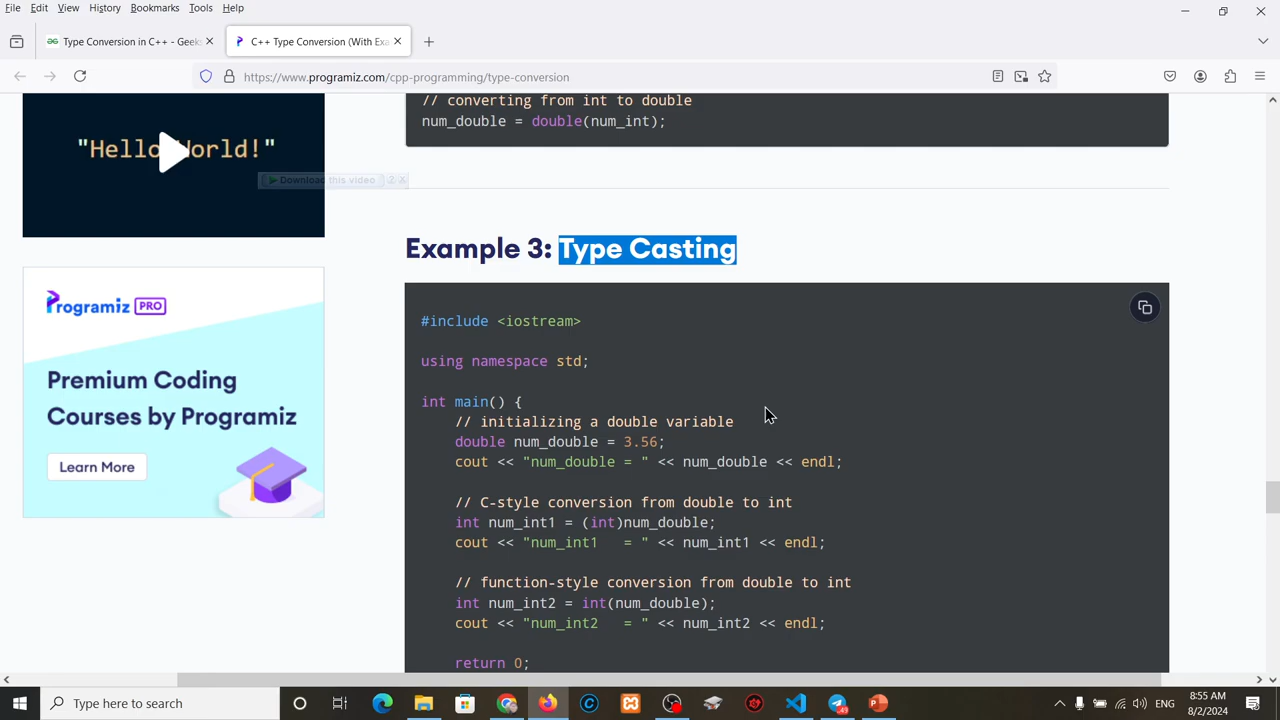 File Edit View History Bookmarks Tools Help
Type Conversion in C++ - Geeks
C++ Type Conversion (With Exa
https://www.programiz.com/cpp-programming/type-conversion
// converting from int to double
num_double = double(num_int);
"Hello World!"
Download this video
Example 3: Type Casting
Programiz PRO
Premium Coding
Courses by Programiz
Learn More
#include <iostream>
using namespace std;
int main() {
// initializing a double variable
double num_double = 3.56;
cout << "num_double = " << num_double << endl;
// C-style conversion from double to int
int num_int1 = (int)num_double;
cout << "num_int1   = " << num_int1 << endl;
// function-style conversion from double to int
int num_int2 = int(num_double);
cout << "num_int2   = " << num_int2 << endl;
return 0;
Type here to search
ENG
8:55 AM
8/2/2024